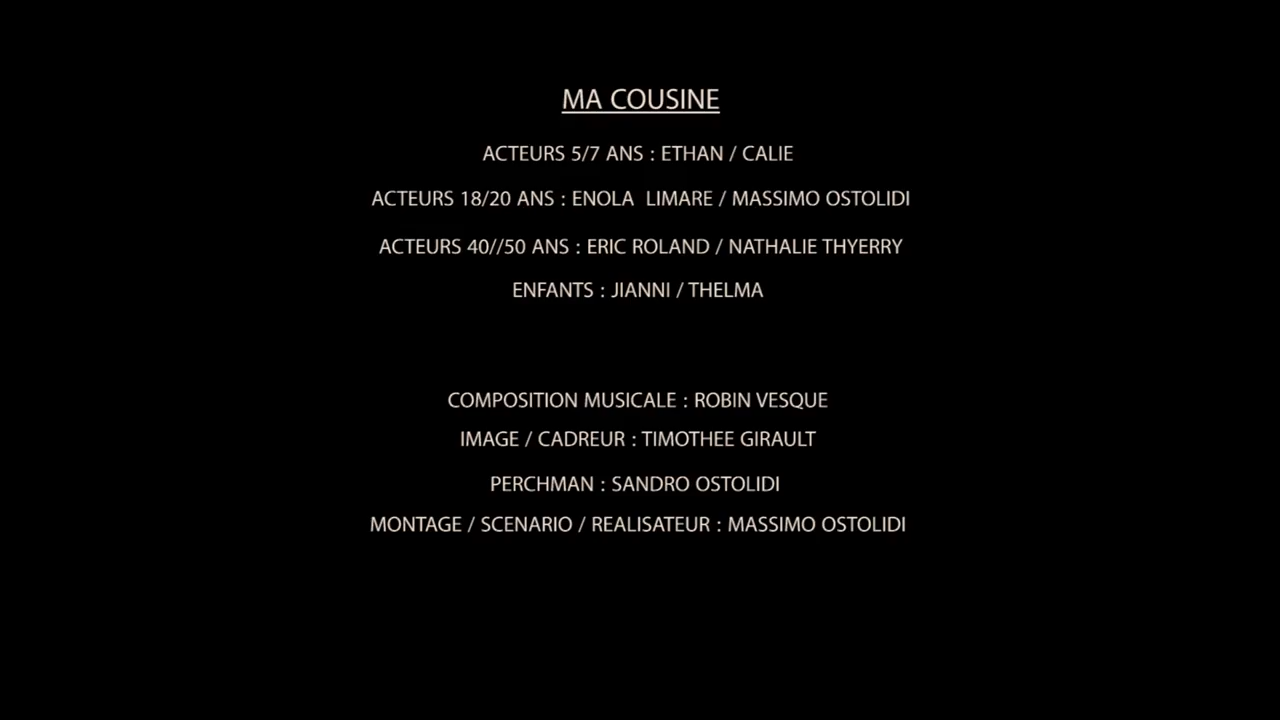 MA COUSINE
ACTEURS 5/7 ANS : ETHAN / CALIE
ACTEURS 18/20 ANS : ENOLA  LIMARE / MASSIMO OSTOLIDI
ACTEURS 40//50 ANS : ERIC ROLAND / NATHALIE THYERRY
ENFANTS : JIANNI / THELMA
COMPOSITION MUSICALE : ROBIN VESQUE
IMAGE / CADREUR : TIMOTHEE GIRAULT
PERCHMAN : SANDRO OSTOLIDI
MONTAGE / SCENARIO / REALISATEUR : MASSIMO OSTOLIDI